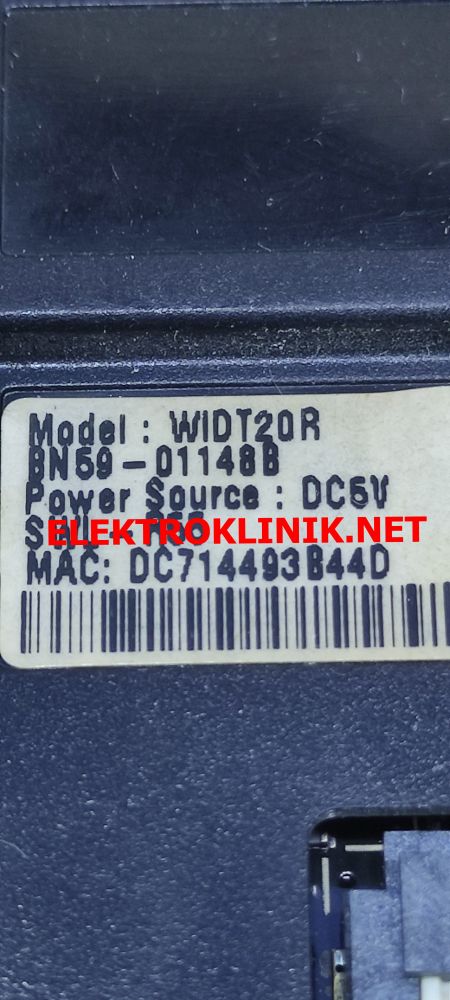 Model : WIDT20R
BN59-01148B
Power Source : DC5V
ELEKTROKLINIK.NET
MAC: DC714493B44D